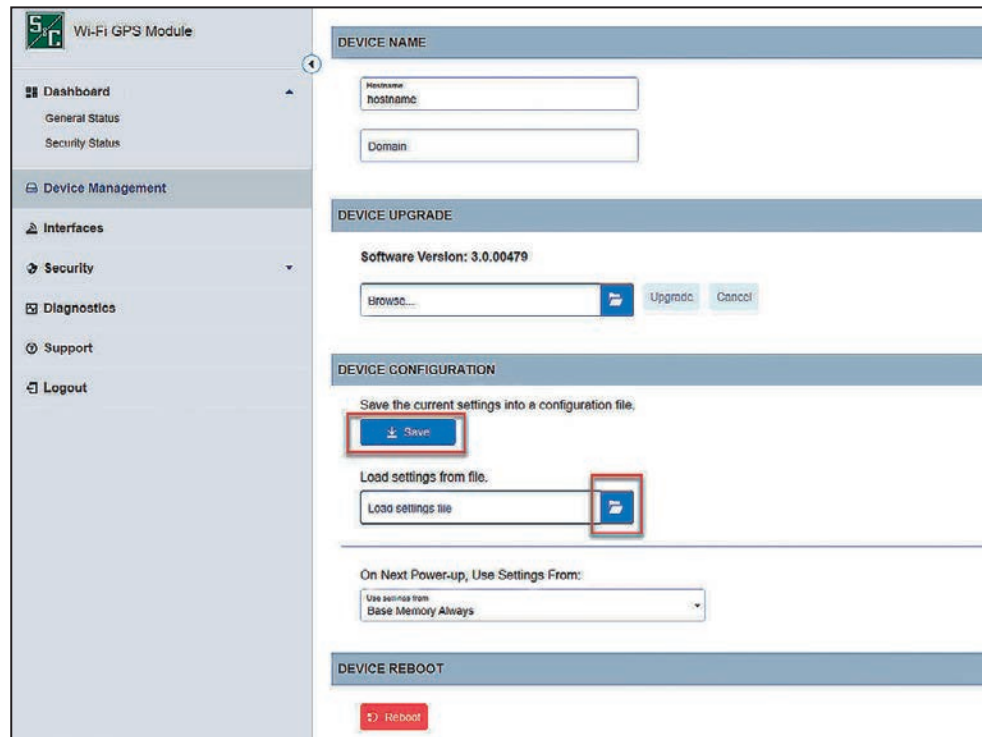 S&C
Wi-Fi GPS Module
Dashboard
General Status
Security Status
Device Management
Interfaces
Security
Diagnostics
Support
Logout
DEVICE NAME
Hostname
hostname
Domain
DEVICE UPGRADE
Software Version: 3.0.00479
Browse... Upgrade Cancel
DEVICE CONFIGURATION
Save the current settings into a configuration file.
Save
Load settings from file.
Load settings file
On Next Power-up, Use Settings From:
Use settings from
Base Memory Always
DEVICE REBOOT
Reboot